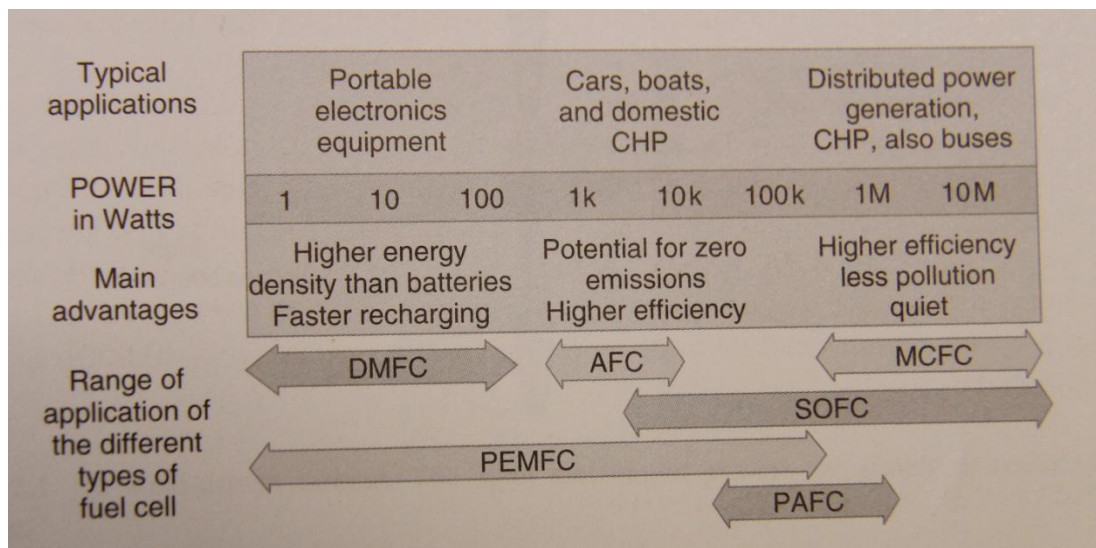 Typical
applications
Portable
electronics
equipment
Cars, boats,
and domestic
CHP
Distributed power
generation,
CHP, also buses
POWER
in Watts
1 10 100 1k 10k 100k 1M 10M
Main
advantages
Higher energy
density than batteries
Faster recharging
Potential for zero
emissions
Higher efficiency
Higher efficiency
less pollution
quiet
Range of
application of
the different
types of
fuel cell
DMFC
AFC
MCFC
SOFC
PEMFC
PAFC